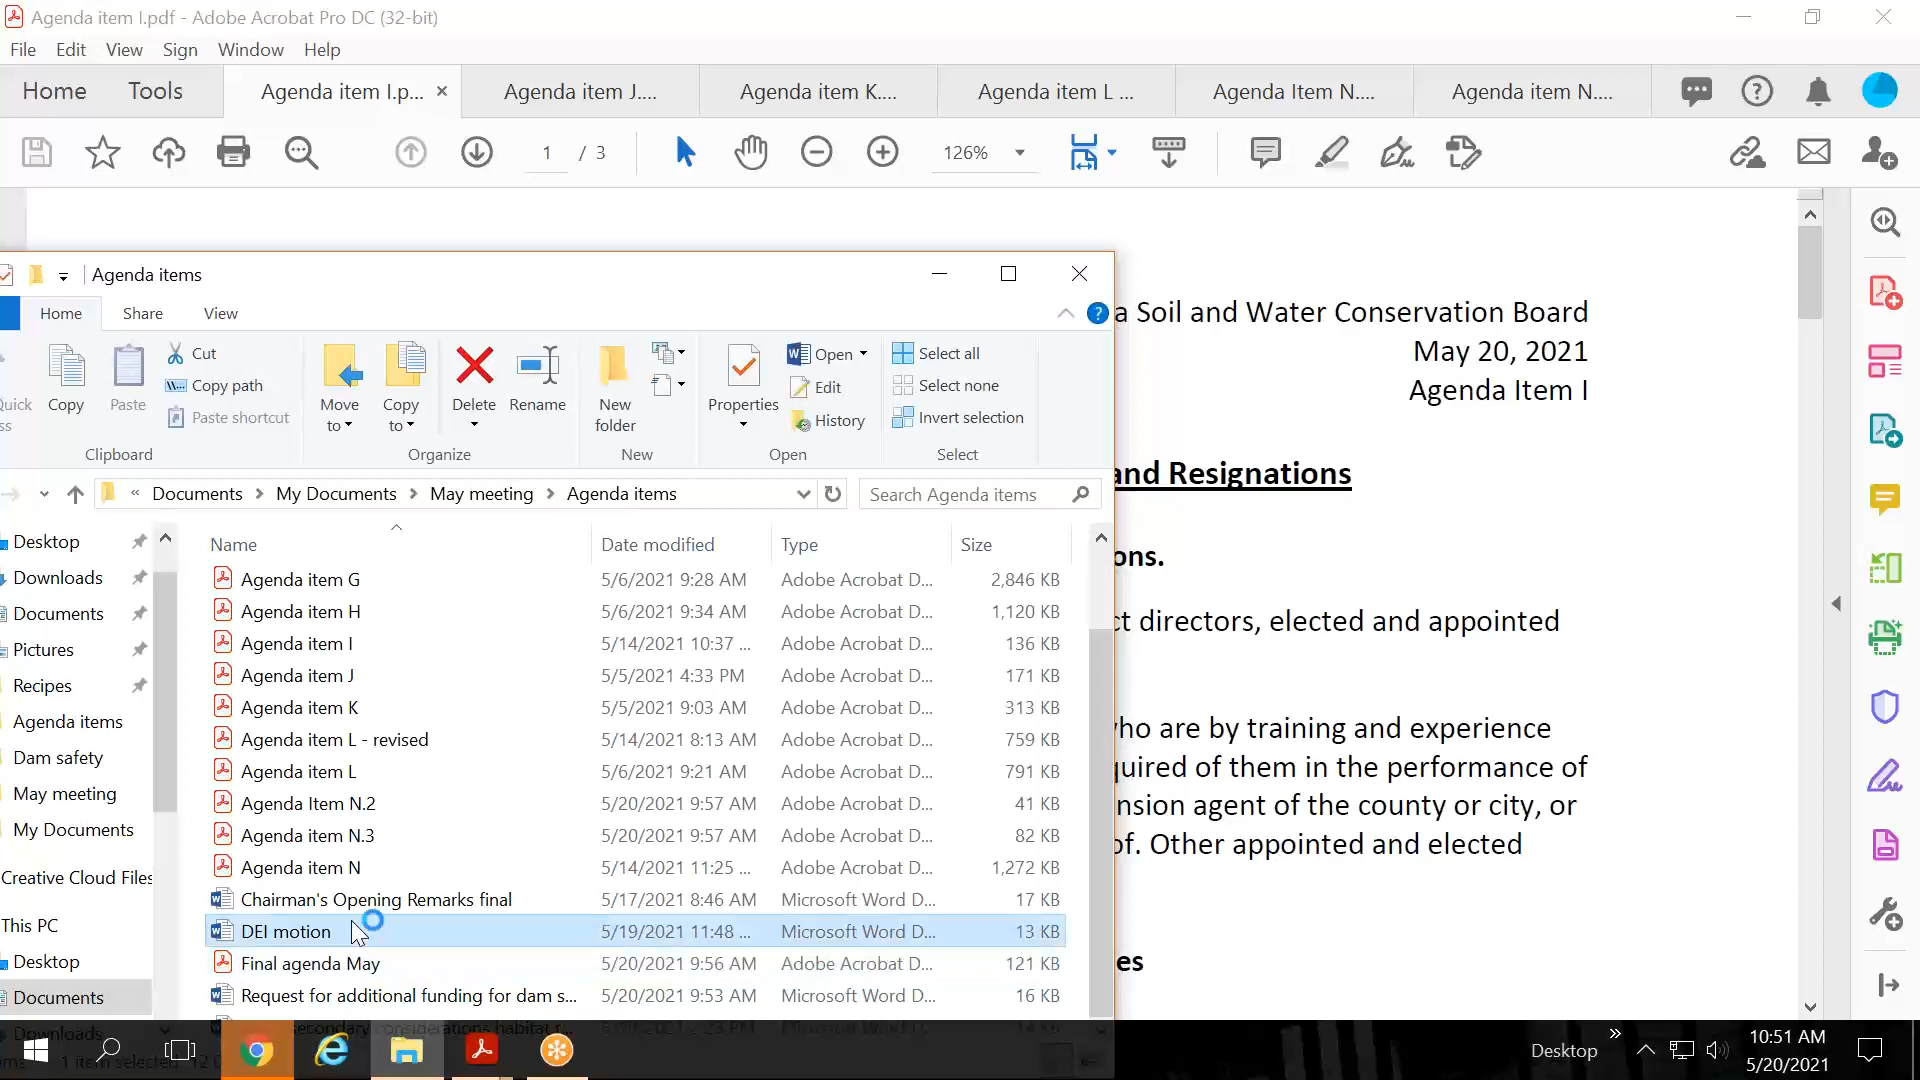 Agenda item I.pdf - Adobe Acrobat Pro DC (32-bit)
File Edit View Sign Window Help
Home Tools Agenda item I.p... × Agenda item J.... Agenda item K.... Agenda item L ... Agenda Item N.... Agenda item N....
1 / 3 126%
a Soil and Water Conservation Board
May 20, 2021
Agenda Item I
and Resignations
ons.
ct directors, elected and appointed
ho are by training and experience
quired of them in the performance of
nsion agent of the county or city, or
of. Other appointed and elected
es
Agenda items
Home Share View
Copy Paste Cut Copy path Paste shortcut
Move to Copy to Delete Rename
New folder
Properties Open Edit History
Select all Select none Invert selection
Clipboard Organize New Open Select
« Documents > My Documents > May meeting > Agenda items Search Agenda items
Desktop
Downloads
Documents
Pictures
Recipes
Agenda items
Dam safety
May meeting
My Documents
Creative Cloud Files
This PC
Desktop
Documents
Downloads
Name Date modified Type Size
Agenda item G 5/6/2021 9:28 AM Adobe Acrobat D... 2,846 KB
Agenda item H 5/6/2021 9:34 AM Adobe Acrobat D... 1,120 KB
Agenda item I 5/14/2021 10:37 ... Adobe Acrobat D... 136 KB
Agenda item J 5/5/2021 4:33 PM Adobe Acrobat D... 171 KB
Agenda item K 5/5/2021 9:03 AM Adobe Acrobat D... 313 KB
Agenda item L - revised 5/14/2021 8:13 AM Adobe Acrobat D... 759 KB
Agenda item L 5/6/2021 9:21 AM Adobe Acrobat D... 791 KB
Agenda Item N.2 5/20/2021 9:57 AM Adobe Acrobat D... 41 KB
Agenda item N.3 5/20/2021 9:57 AM Adobe Acrobat D... 82 KB
Agenda item N 5/14/2021 11:25 ... Adobe Acrobat D... 1,272 KB
Chairman's Opening Remarks final 5/17/2021 8:46 AM Microsoft Word D... 17 KB
DEI motion 5/19/2021 11:48 ... Microsoft Word D... 13 KB
Final agenda May 5/20/2021 9:56 AM Adobe Acrobat D... 121 KB
Request for additional funding for dam s... 5/20/2021 9:53 AM Microsoft Word D... 16 KB
secondary considerations habitat
1 item selected
Desktop 10:51 AM
5/20/2021